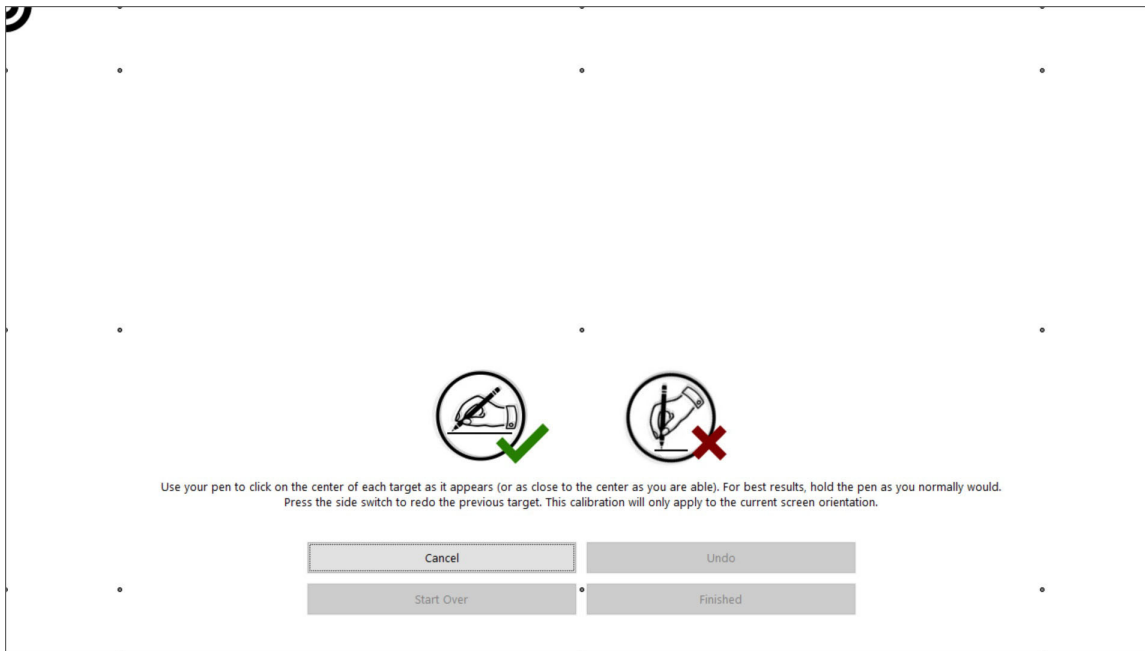 Use your pen to click on the center of each target as it appears (or as close to the center as you are able). For best results, hold the pen as you normally would.
Press the side switch to redo the previous target. This calibration will only apply to the current screen orientation.
Cancel
Undo
Start Over
Finished